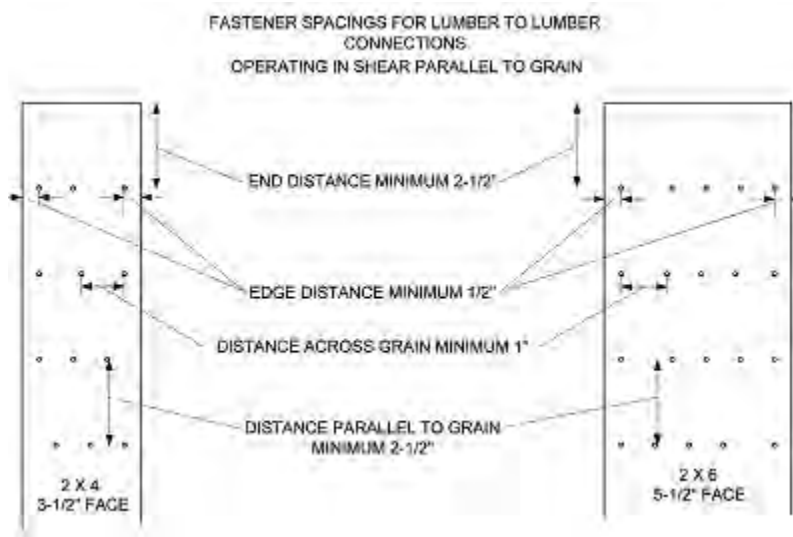 FASTENER SPACINGS FOR LUMBER TO LUMBER
CONNECTIONS
OPERATING IN SHEAR PARALLEL TO GRAIN
END DISTANCE MINIMUM 2-1/2"
EDGE DISTANCE MINIMUM 1/2"
DISTANCE ACROSS GRAIN MINIMUM 1"
DISTANCE PARALLEL TO GRAIN
MINIMUM 2-1/2"
2 X 4
3-1/2" FACE
2 X 6
5-1/2" FACE